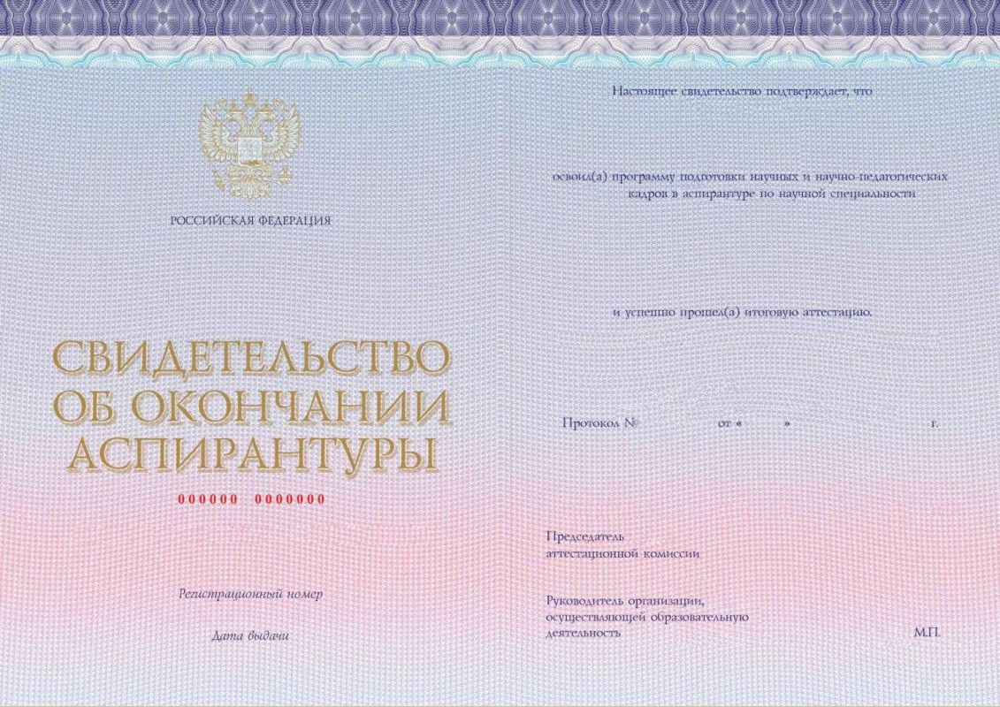 РОССИЙСКАЯ ФЕДЕРАЦИЯ
СВИДЕТЕЛЬСТВО
ОБ ОКОНЧАНИИ
АСПИРАНТУРЫ
000000 0000000
Регистрационный номер
Дата выдачи
Настоящее свидетельство подтверждает, что
освоил(а) программу подготовки научных и научно-педагогических
кадров в аспирантуре по научной специальности
и успешно прошел(а) итоговую аттестацию.
Протокол № от « » г.
Председатель
аттестационной комиссии
Руководитель организации,
осуществляющей образовательную
деятельность М.П.